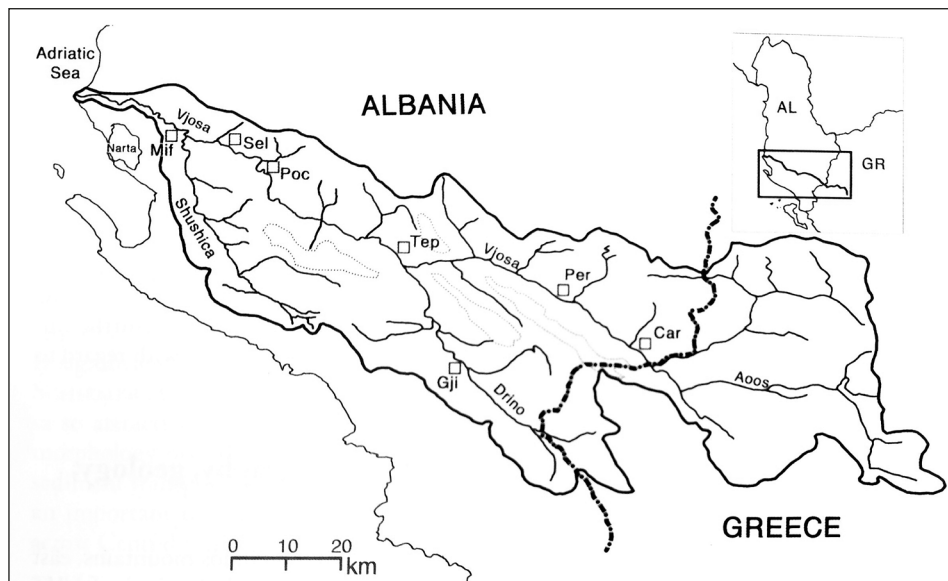 Adriatic
Sea
ALBANIA
AL
GR
Vjosa
Sel
Narta
Mif
Poc
Shushica
Tep
Vjosa
Per
Car
Gji
Drino
Aoos
GREECE
0 10 20
km